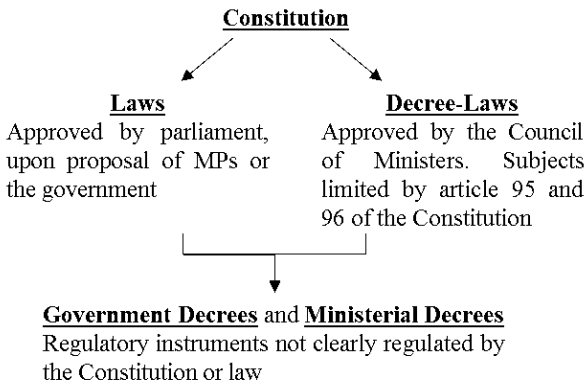 Constitution
Laws
Approved by parliament,
upon proposal of MPs or
the government
Decree-Laws
Approved by the Council
of Ministers. Subjects
limited by article 95 and
96 of the Constitution
Government Decrees and Ministerial Decrees
Regulatory instruments not clearly regulated by
the Constitution or law